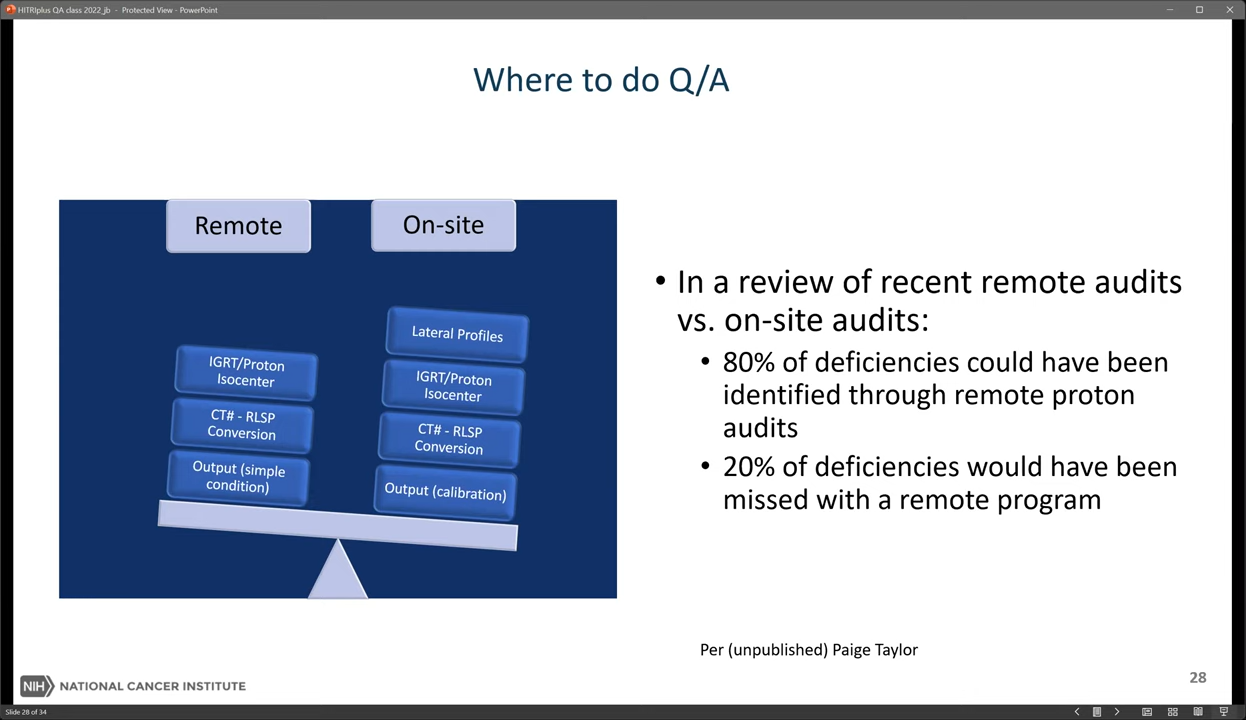 HITRIplus QA class 2022_jb - Protected View - PowerPoint
Where to do Q/A
Remote
On-site
Lateral Profiles
IGRT/Proton
Isocenter
CT# - RLSP
Conversion
Output (simple
condition)
IGRT/Proton
Isocenter
CT# - RLSP
Conversion
Output (calibration)
• In a review of recent remote audits
vs. on-site audits:
• 80% of deficiencies could have been
identified through remote proton
audits
• 20% of deficiencies would have been
missed with a remote program
Per (unpublished) Paige Taylor
NIH NATIONAL CANCER INSTITUTE
28
Slide 28 of 34